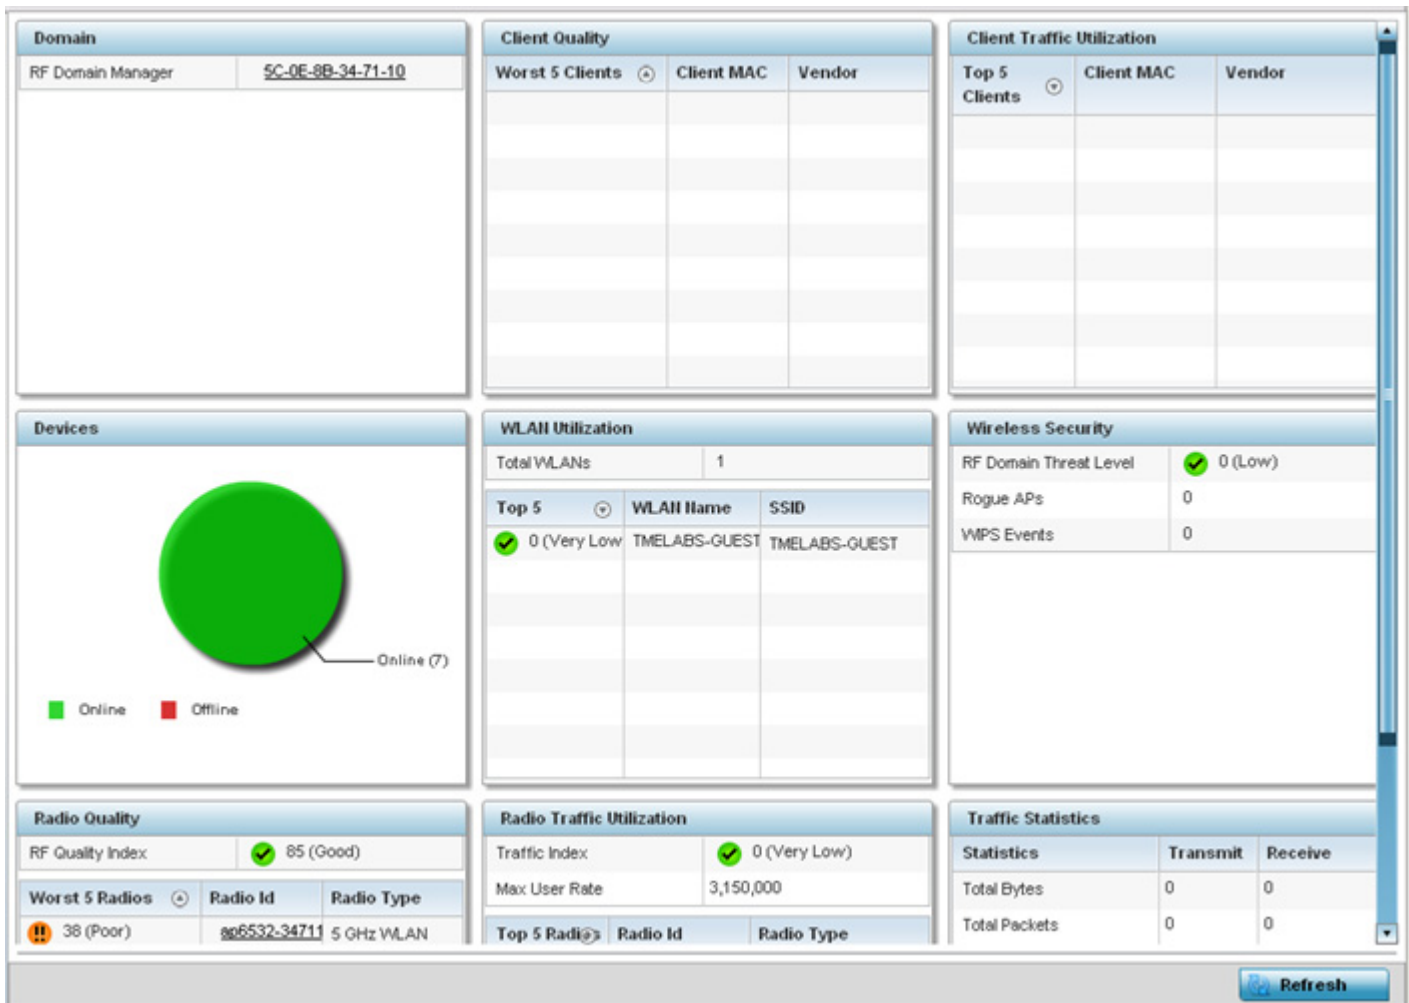 Domain
RF Domain Manager 5C-0E-8B-34-71-10
Client Quality
Worst 5 Clients Client MAC Vendor
Client Traffic Utilization
Top 5 Clients Client MAC Vendor
Devices
Online (7)
Online Offline
WLAN Utilization
Total WLANs 1
Top 5 WLAN Name SSID
0 (Very Low TMELABS-GUEST TMELABS-GUEST
Wireless Security
RF Domain Threat Level 0 (Low)
Rogue APs 0
WIPS Events 0
Radio Quality
RF Quality Index 85 (Good)
Worst 5 Radios Radio Id Radio Type
38 (Poor) ap6532-34711 5 GHz WLAN
Radio Traffic Utilization
Traffic Index 0 (Very Low)
Max User Rate 3,150,000
Top 5 Radios Radio Id Radio Type
Traffic Statistics
Statistics Transmit Receive
Total Bytes 0 0
Total Packets 0 0
Refresh